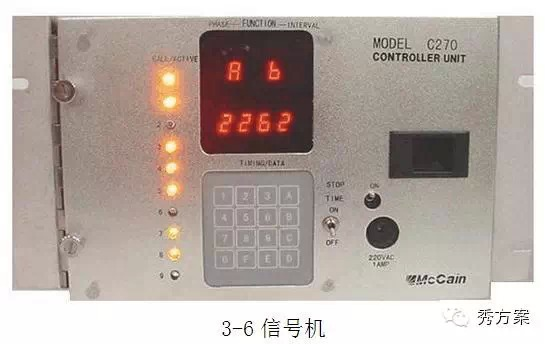 PHASE FUNCTION INTERVAL
MODEL C270
CONTROLLER UNIT
CALL/ACTIVE
A b
2262
TIMING/DATA
2
3
4
5
6
7
8
9
1 2 3 A
4 5 6 B
7 8 9 C
0 F E D
STOP
TIME
ON
OFF
ON
220VAC
1AMP
McCain
3-6 信号机
秀方案